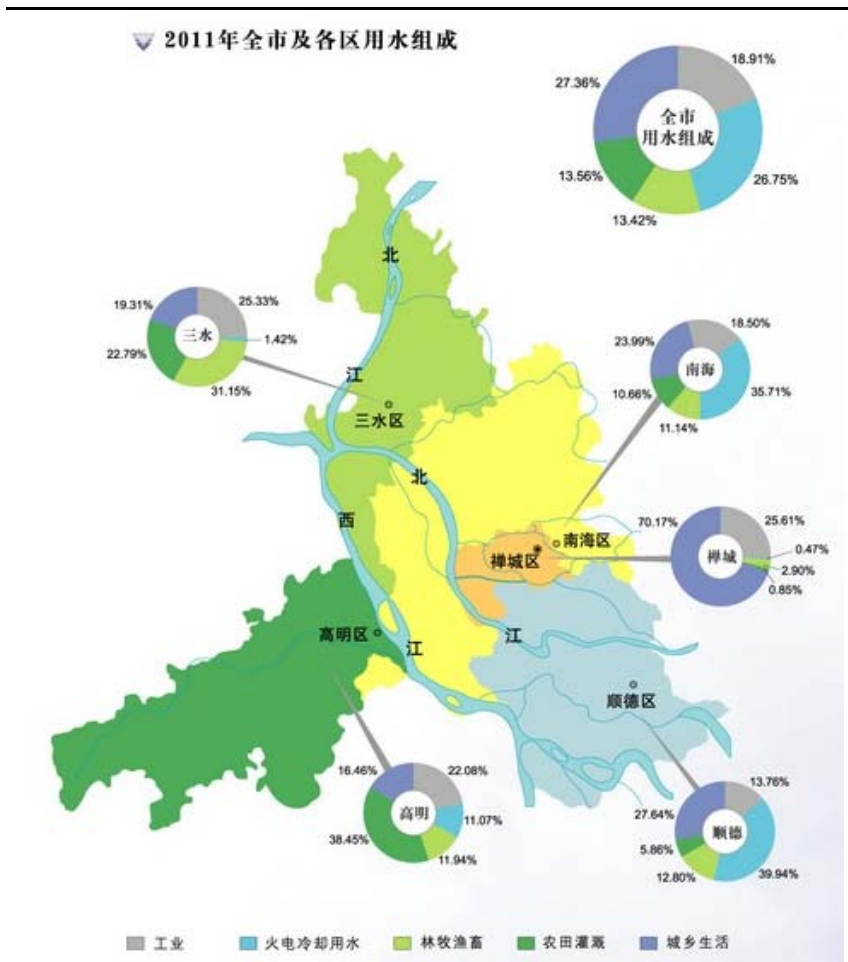 2011年全市及各区用水组成
18.91%
27.36%
全市
用水组成
13.56%
26.75%
13.42%
北
19.31%
25.33%
三水
1.42%
22.79%
31.15%
18.50%
23.99%
南海
江
10.66%
35.71%
11.14%
三水区
北
西
70.17%
25.61%
南海区
禅城区
禅城
0.47%
2.90%
0.85%
高明区
江
江
顺德区
16.46%
22.08%
高明
11.07%
38.45%
11.94%
13.76%
27.64%
顺德
5.86%
12.80%
39.94%
工业
火电冷却用水
林牧渔畜
农田灌溉
城乡生活